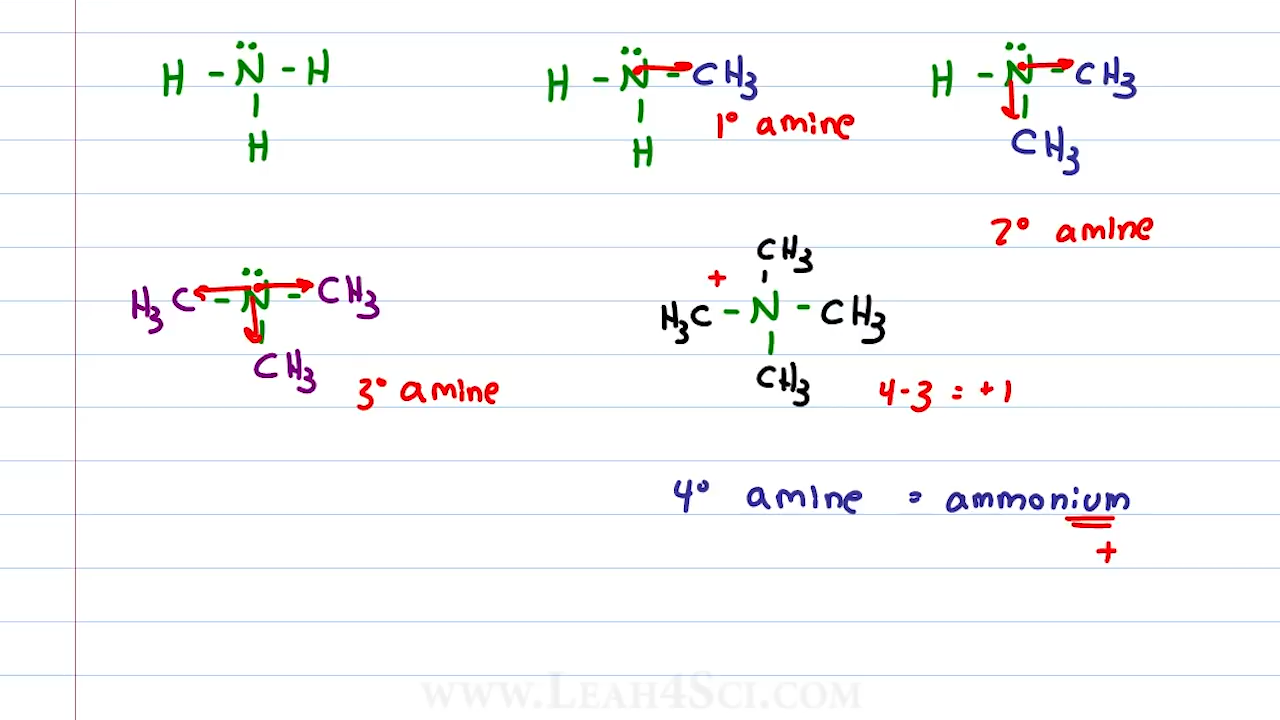 H - N̈ - H
H
H - N̈ - CH3
H
1° amine
H - N̈ - CH3
CH3
2° amine
H3C - N̈ - CH3
CH3
3° amine
CH3
+
H3C - N - CH3
CH3
4-3 = +1
4° amine = ammonium
+
www.Leah4Sci.com